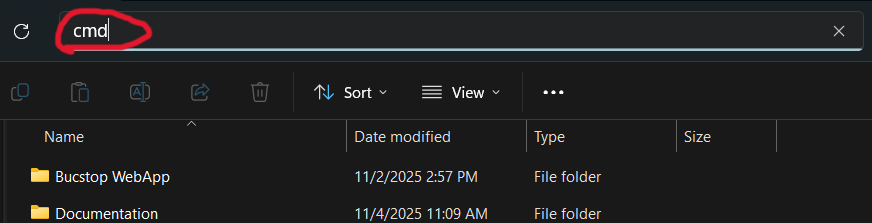 cmd
Sort View
Name Date modified Type Size
Bucstop WebApp 11/2/2025 2:57 PM File folder
Documentation 11/4/2025 11:09 AM File folder